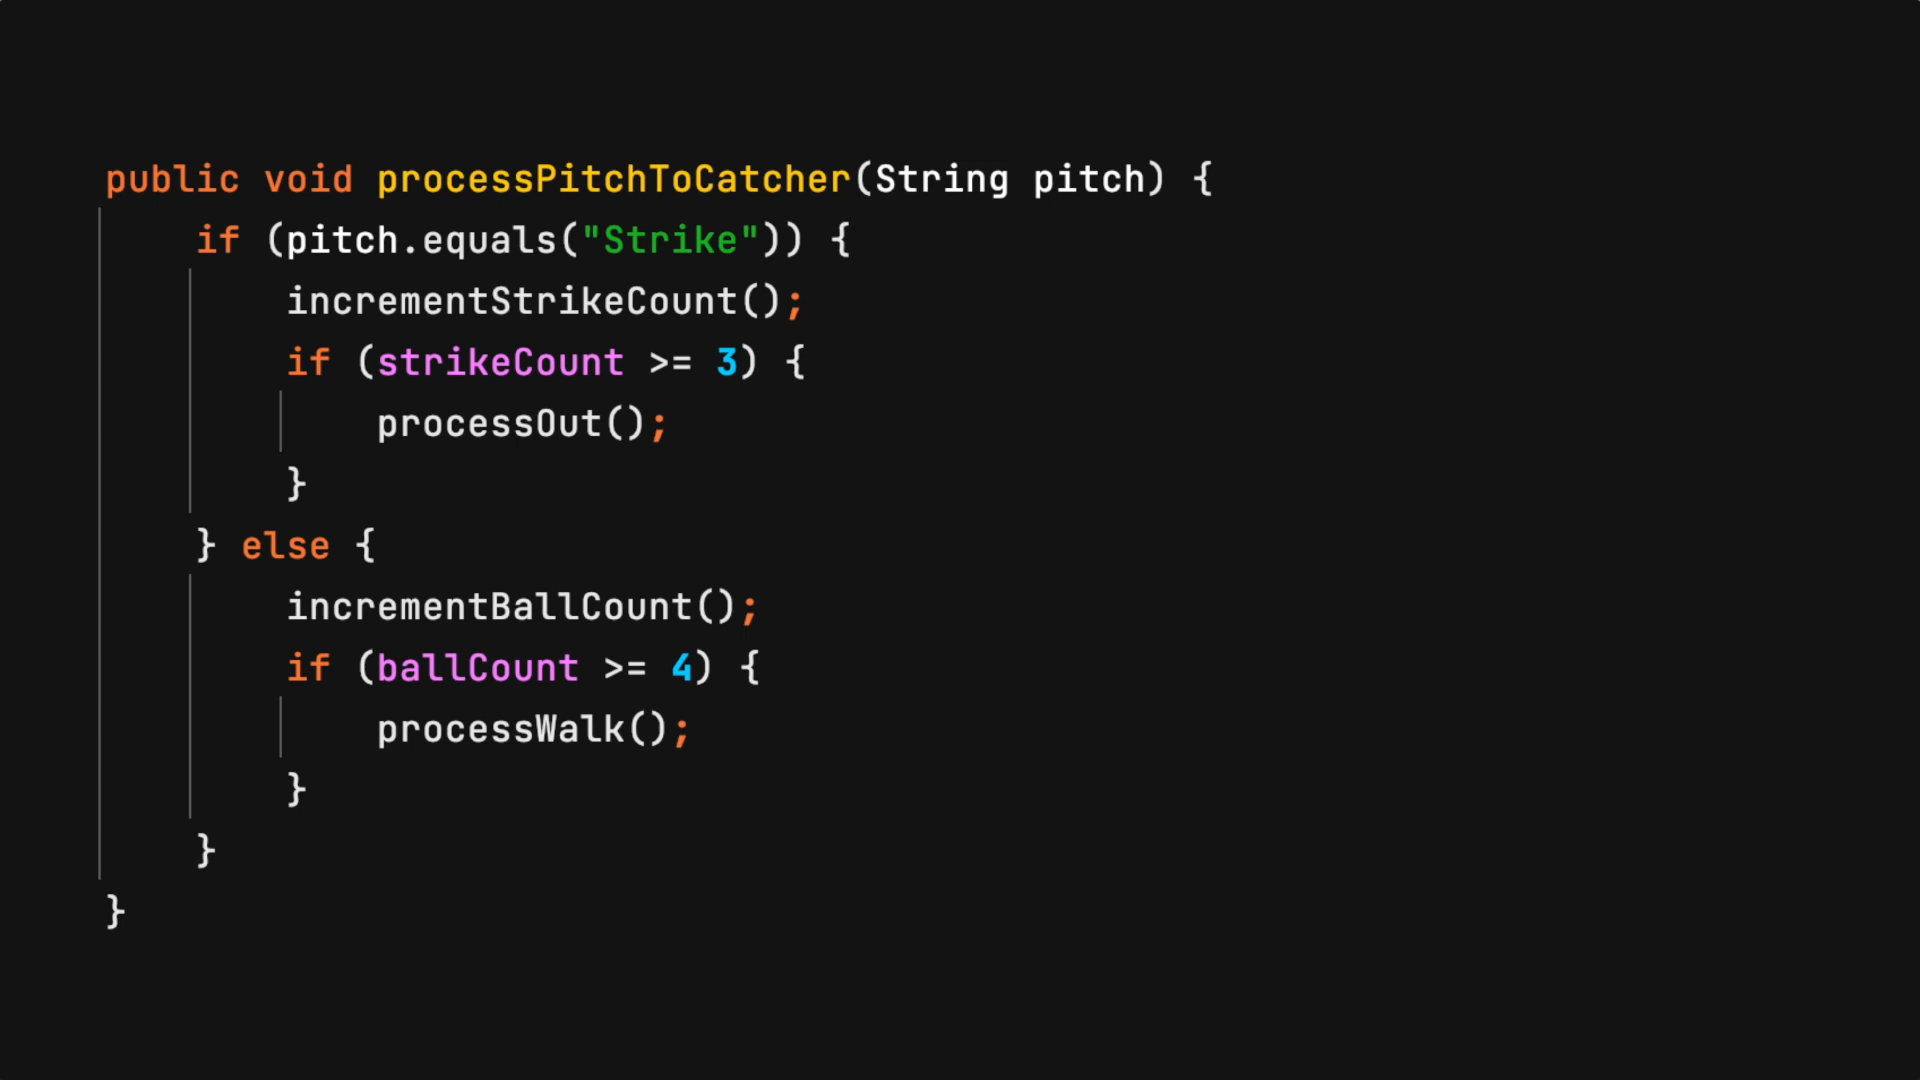 public void processPitchToCatcher(String pitch) {
    if (pitch.equals("Strike")) {
        incrementStrikeCount();
        if (strikeCount >= 3) {
            processOut();
        }
    } else {
        incrementBallCount();
        if (ballCount >= 4) {
            processWalk();
        }
    }
}